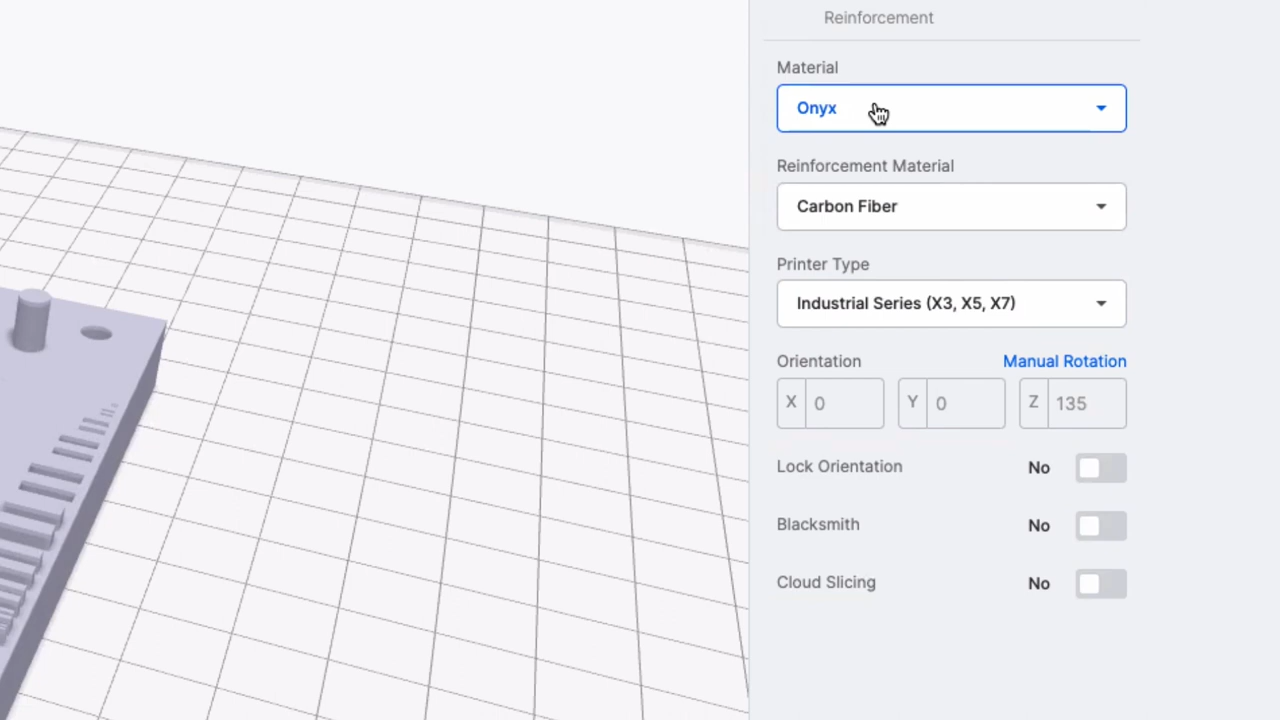 Reinforcement
Material
Onyx
Reinforcement Material
Carbon Fiber
Printer Type
Industrial Series (X3, X5, X7)
Orientation Manual Rotation
X 0 Y 0 Z 135
Lock Orientation No
Blacksmith No
Cloud Slicing No